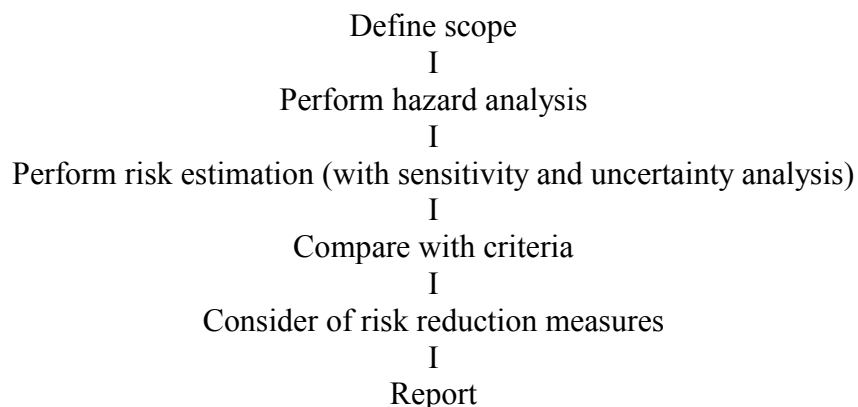 Define scope
I
Perform hazard analysis
I
Perform risk estimation (with sensitivity and uncertainty analysis)
I
Compare with criteria
I
Consider of risk reduction measures
I
Report